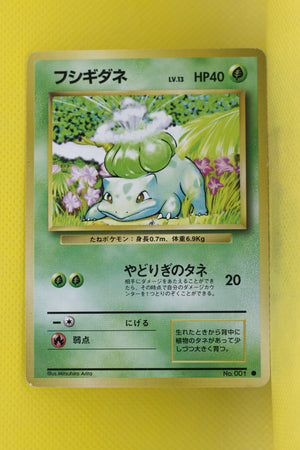 フシギダネ LV.13 HP40
たねポケモン：身長0.7m、体重6.9Kg
やどりぎのタネ 20
相手にダメージをあたえることができ
たら、その時点で自分のダメージカウ
ンターを1つとりのぞくことができる。
にげる
弱点
生れたときから背中に
植物のタネがあって少
しづつ大きく育つ。
Illus.Mitsuhiro Arita No.001